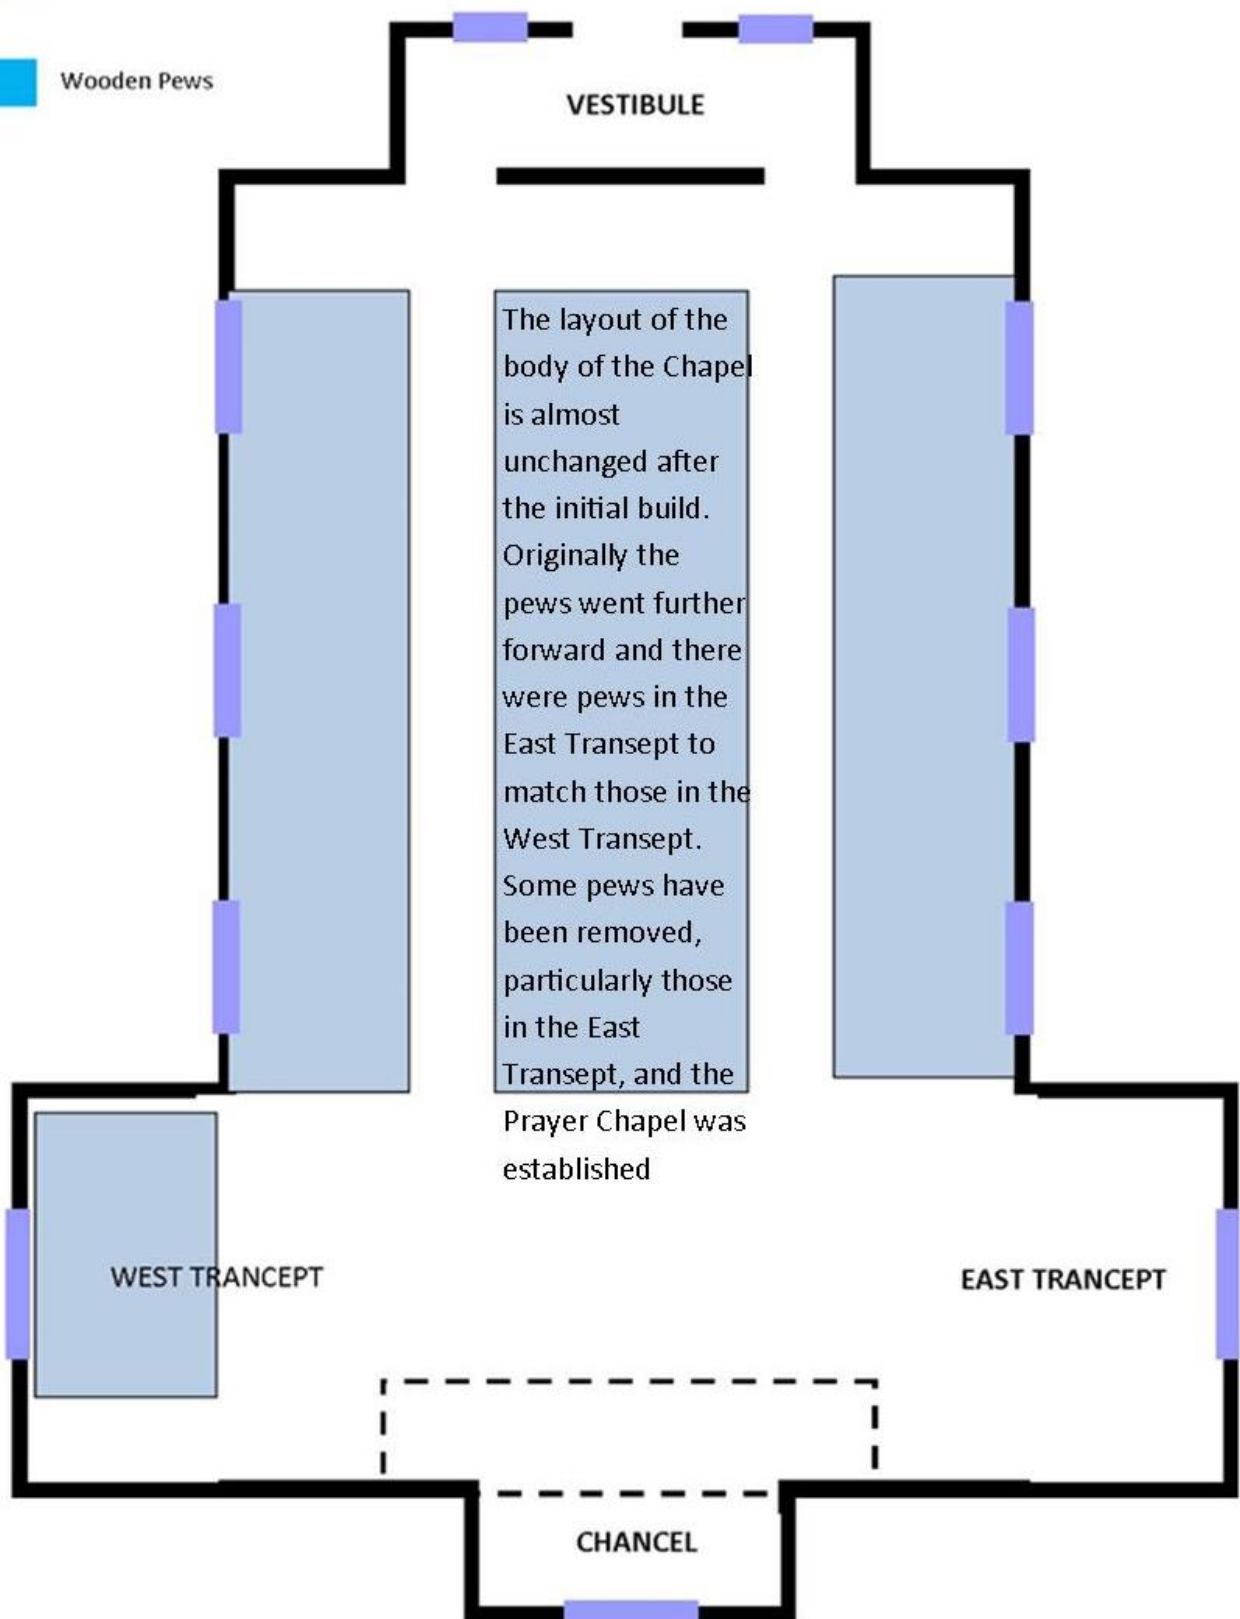 Wooden Pews
VESTIBULE
The layout of the
body of the Chapel
is almost
unchanged after
the initial build.
Originally the
pews went further
forward and there
were pews in the
East Transept to
match those in the
West Transept.
Some pews have
been removed,
particularly those
in the East
Transept, and the
Prayer Chapel was
established
WEST TRANCEPT
EAST TRANCEPT
CHANCEL